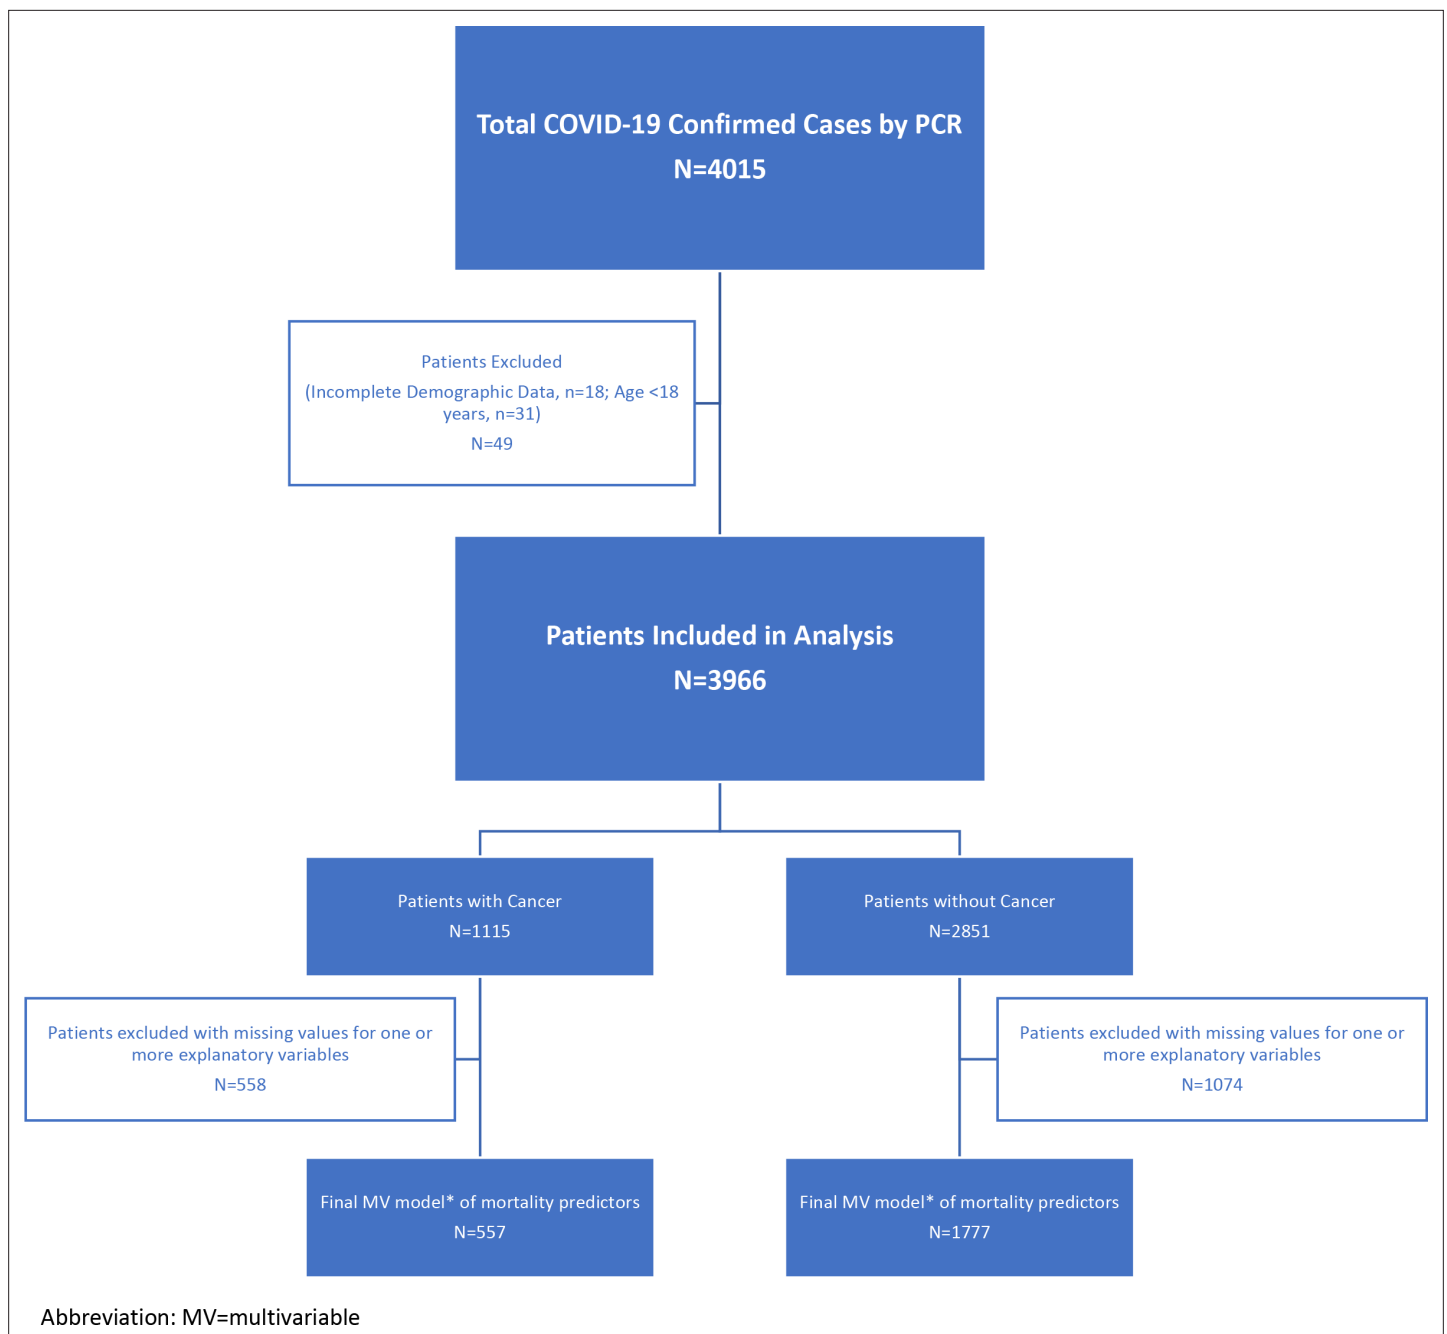 Total COVID-19 Confirmed Cases by PCR
N=4015
Patients Excluded
(Incomplete Demographic Data, n=18; Age <18
years, n=31)
N=49
Patients Included in Analysis
N=3966
Patients with Cancer
N=1115
Patients without Cancer
N=2851
Patients excluded with missing values for one or
more explanatory variables
N=558
Patients excluded with missing values for one or
more explanatory variables
N=1074
Final MV model* of mortality predictors
N=557
Final MV model* of mortality predictors
N=1777
Abbreviation: MV=multivariable